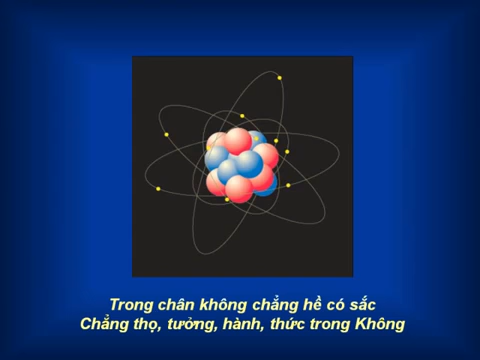 Trong chân không chẳng hề có sắc
Chẳng thọ, tưởng, hành, thức trong Không